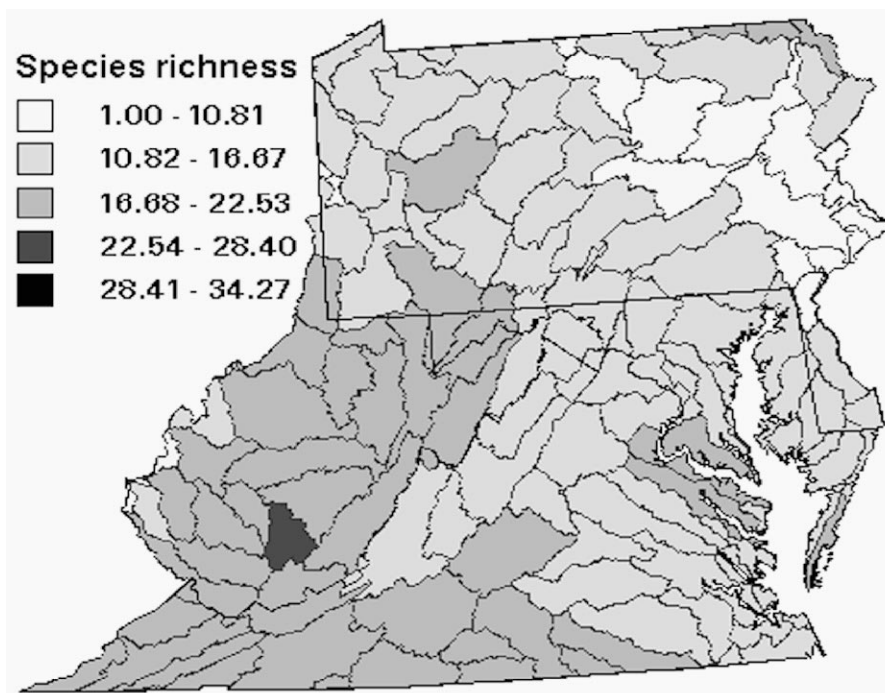 Species richness
1.00 - 10.81
10.82 - 16.67
16.68 - 22.53
22.54 - 28.40
28.41 - 34.27